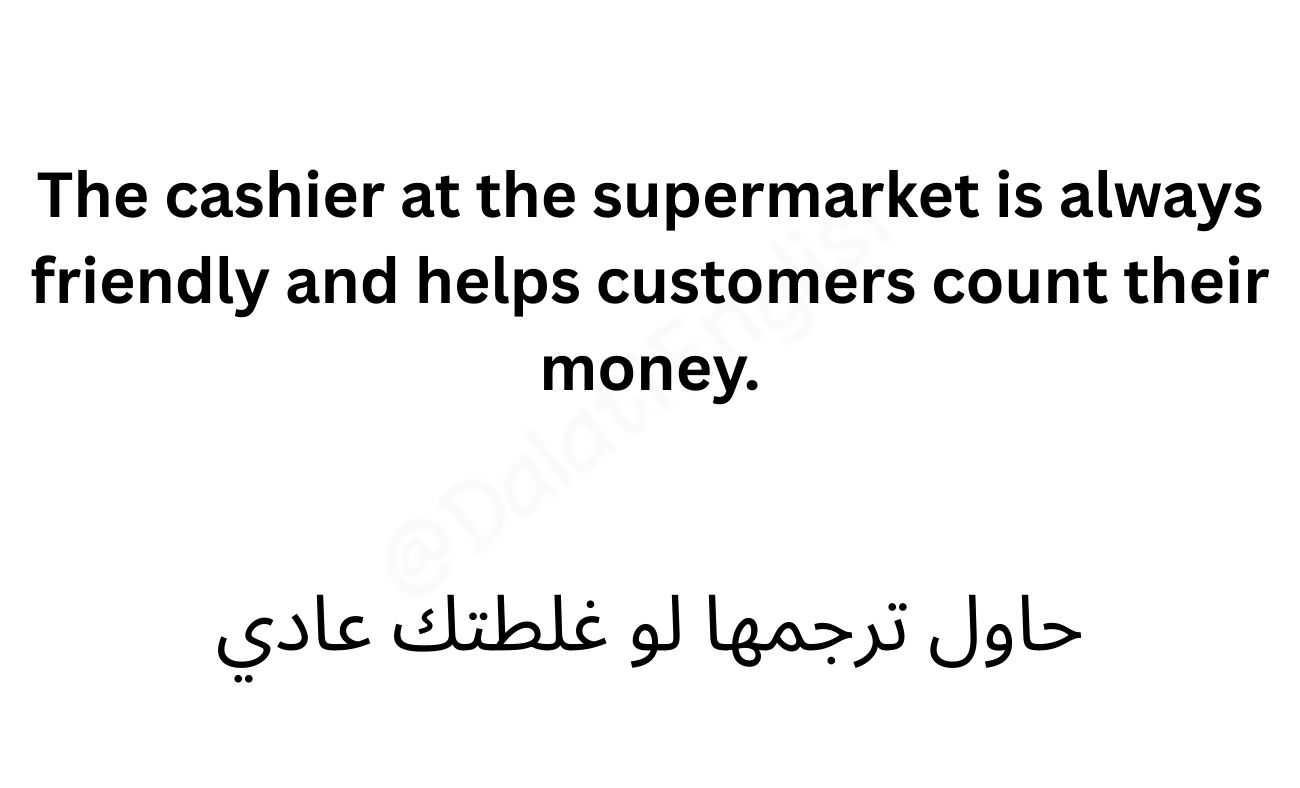 The cashier at the supermarket is always
friendly and helps customers count their
money.
@DalatEnglish
حاول ترجمها لو غلطتك عادي